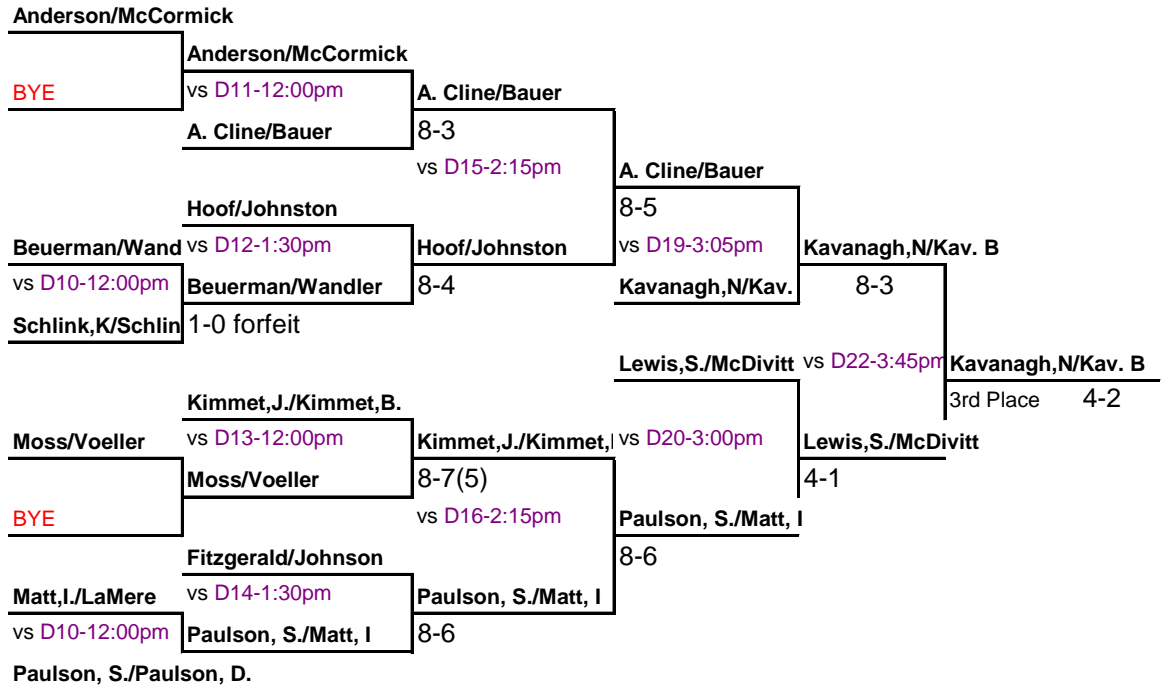 Anderson/McCormick
Anderson/McCormick
BYE
vs D11-12:00pm
A. Cline/Bauer
A. Cline/Bauer
8-3
vs D15-2:15pm
A. Cline/Bauer
Hoof/Johnston
8-5
Beuerman/Wand
vs D12-1:30pm
Hoof/Johnston
vs D19-3:05pm
Kavanagh,N/Kav. B
vs D10-12:00pm
Beuerman/Wandler
8-4
Kavanagh,N/Kav.
8-3
Schlink,K/Schlin
1-0 forfeit
Lewis,S./McDivitt
vs D22-3:45pm
Kavanagh,N/Kav. B
Kimmet,J./Kimmet,B.
3rd Place 4-2
Moss/Voeller
vs D13-12:00pm
Kimmet,J./Kimmet,
vs D20-3:00pm
Lewis,S./McDivitt
Moss/Voeller
8-7(5)
4-1
BYE
vs D16-2:15pm
Paulson, S./Matt, I
Fitzgerald/Johnson
8-6
Matt,I./LaMere
vs D14-1:30pm
Paulson, S./Matt, I
vs D10-12:00pm
Paulson, S./Matt, I
8-6
Paulson, S./Paulson, D.